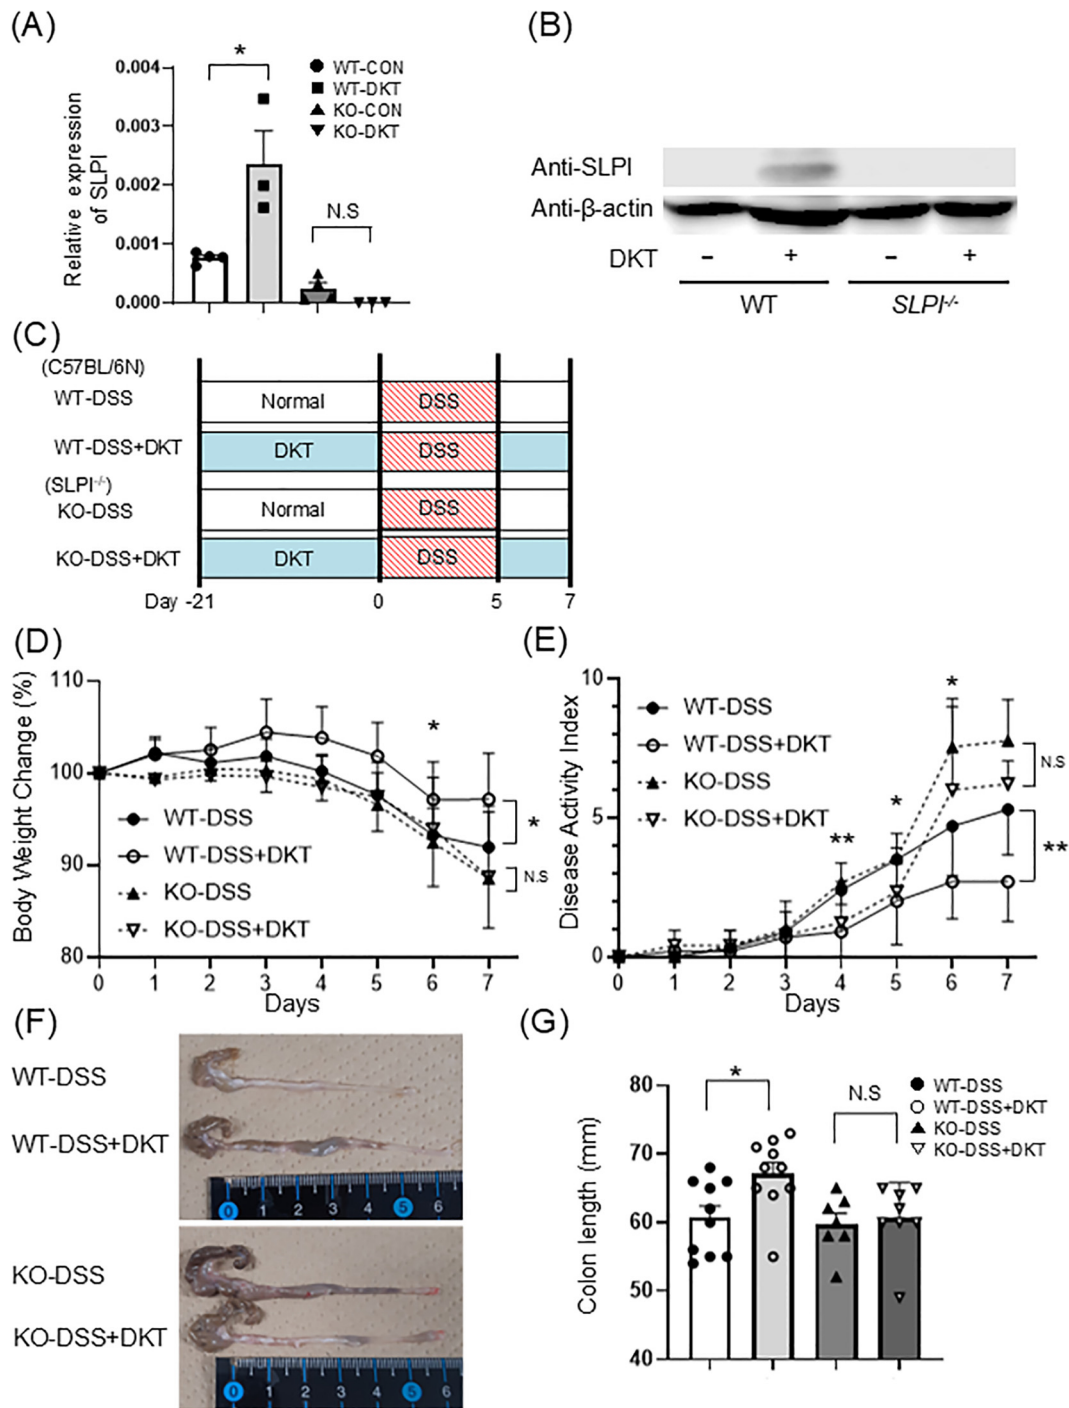 (A)
0.004
0.003
0.002
0.001
0.000
Relative expression
of SLPI
*
N.S
WT-CON
WT-DKT
KO-CON
KO-DKT
(B)
Anti-SLPI
Anti-β-actin
DKT − + − +
WT SLPI-/-
(C)
(C57BL/6N)
WT-DSS Normal DSS
WT-DSS+DKT DKT DSS
(SLPI-/-)
KO-DSS Normal DSS
KO-DSS+DKT DKT DSS
Day -21 0 5 7
(D)
Body Weight Change (%)
110
100
90
80
*
WT-DSS
WT-DSS+DKT
KO-DSS
KO-DSS+DKT
*
N.S
0 1 2 3 4 5 6 7
Days
(E)
Disease Activity Index
10
5
0
WT-DSS
WT-DSS+DKT
KO-DSS
KO-DSS+DKT
**
*
*
N.S
**
0 1 2 3 4 5 6 7
Days
(F)
WT-DSS
WT-DSS+DKT
0 1 2 3 4 5 6
KO-DSS
KO-DSS+DKT
0 1 2 3 4 5 6
(G)
Colon length (mm)
80
70
60
50
40
*
N.S
WT-DSS
WT-DSS+DKT
KO-DSS
KO-DSS+DKT